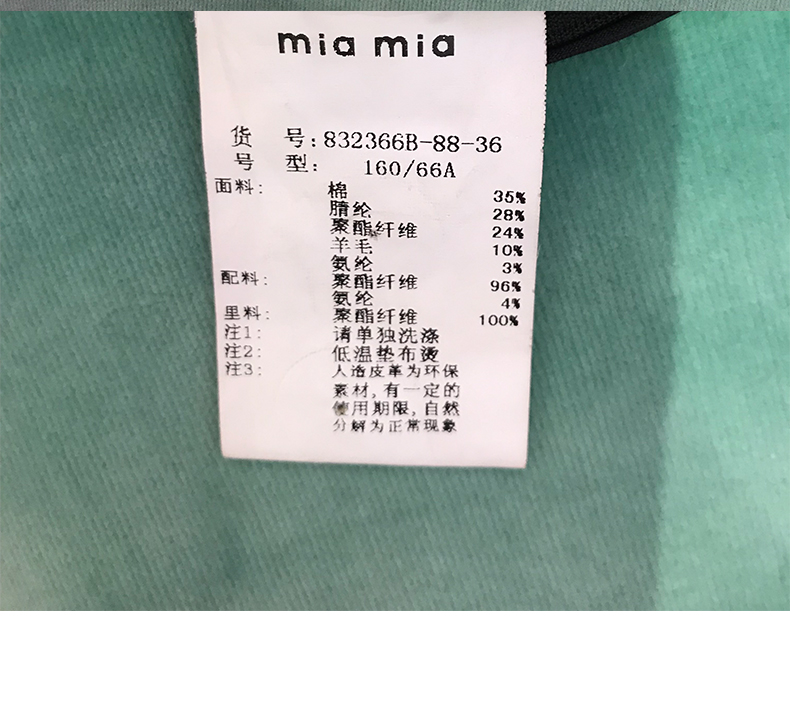 mia mia
货 号:832366B-88-36
号 型: 160/66A
面料: 棉 35%
腈纶 28%
聚酯纤维 24%
羊毛 10%
氨纶 3%
配料: 聚酯纤维 96%
氨纶 4%
里料: 聚酯纤维 100%
注1: 请单独洗涤
注2: 低温垫布烫
注3: 人造皮革为环保
素材,有一定的
使用期限,自然
分解为正常现象